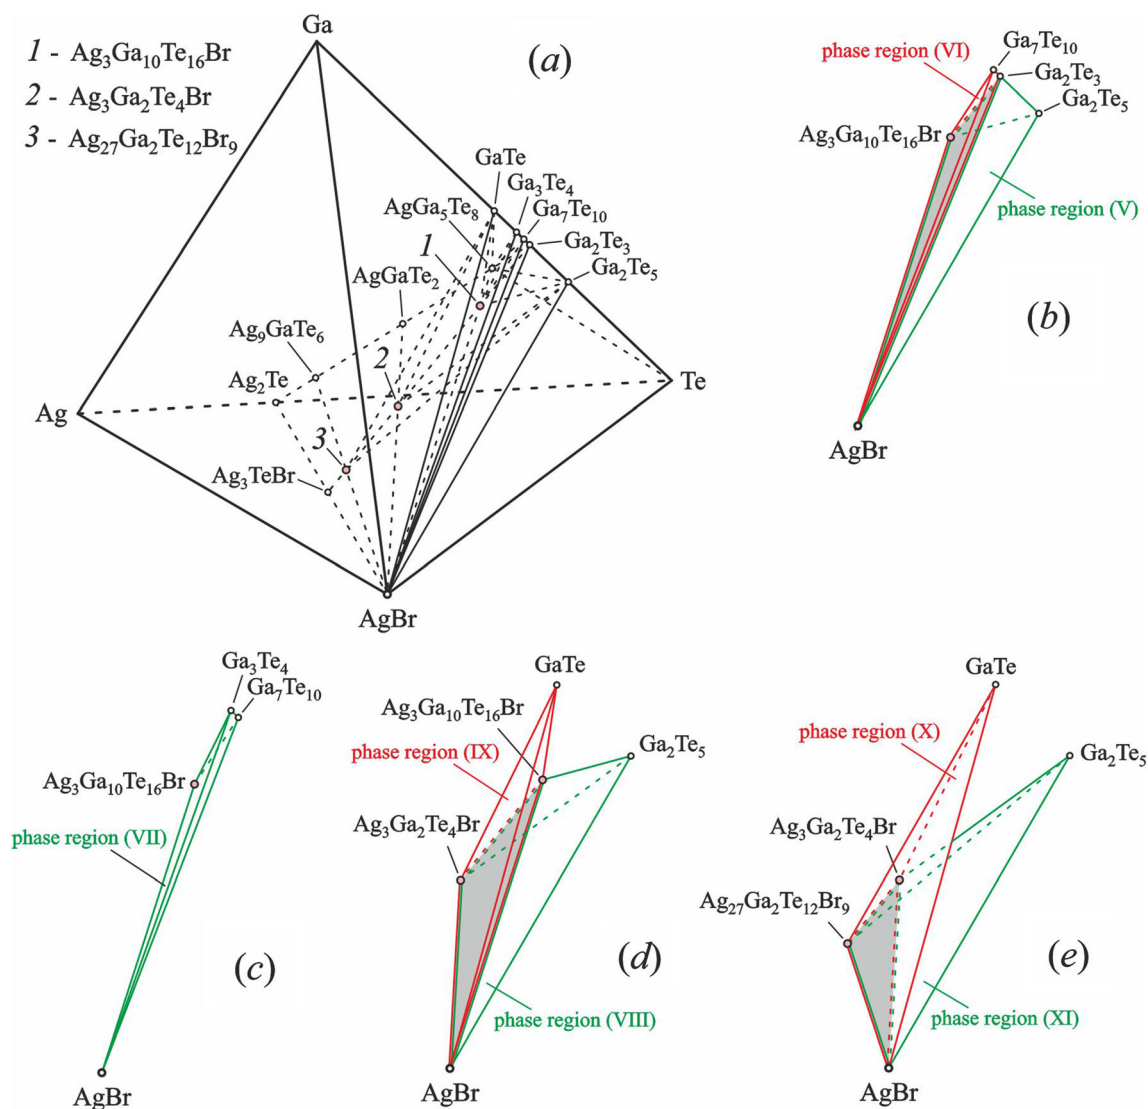 Ga
1 - Ag₃Ga₁₀Te₁₆Br
2 - Ag₃Ga₂Te₄Br
3 - Ag₂₇Ga₂Te₁₂Br₉
(a)
GaTe
Ga₃Te₄
Ga₇Te₁₀
Ga₂Te₃
Ga₂Te₅
AgGa₅Te₈
1
AgGaTe₂
Ag₉GaTe₆
2
Ag₂Te
Te
Ag
3
Ag₃TeBr
AgBr
phase region (VI)
Ga₇Te₁₀
Ga₂Te₃
Ga₂Te₅
Ag₃Ga₁₀Te₁₆Br
phase region (V)
(b)
AgBr
Ga₃Te₄
Ga₇Te₁₀
Ag₃Ga₁₀Te₁₆Br
phase region (VII)
(c)
AgBr
GaTe
Ag₃Ga₁₀Te₁₆Br
phase region (IX)
Ga₂Te₅
Ag₃Ga₂Te₄Br
(d)
phase region (VIII)
AgBr
GaTe
phase region (X)
Ga₂Te₅
Ag₃Ga₂Te₄Br
Ag₂₇Ga₂Te₁₂Br₉
(e)
phase region (XI)
AgBr